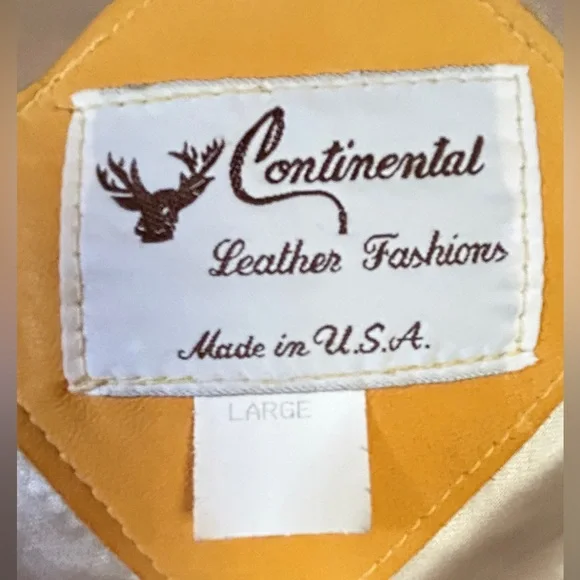 Continental
Leather Fashions
Made in U.S.A.
LARGE